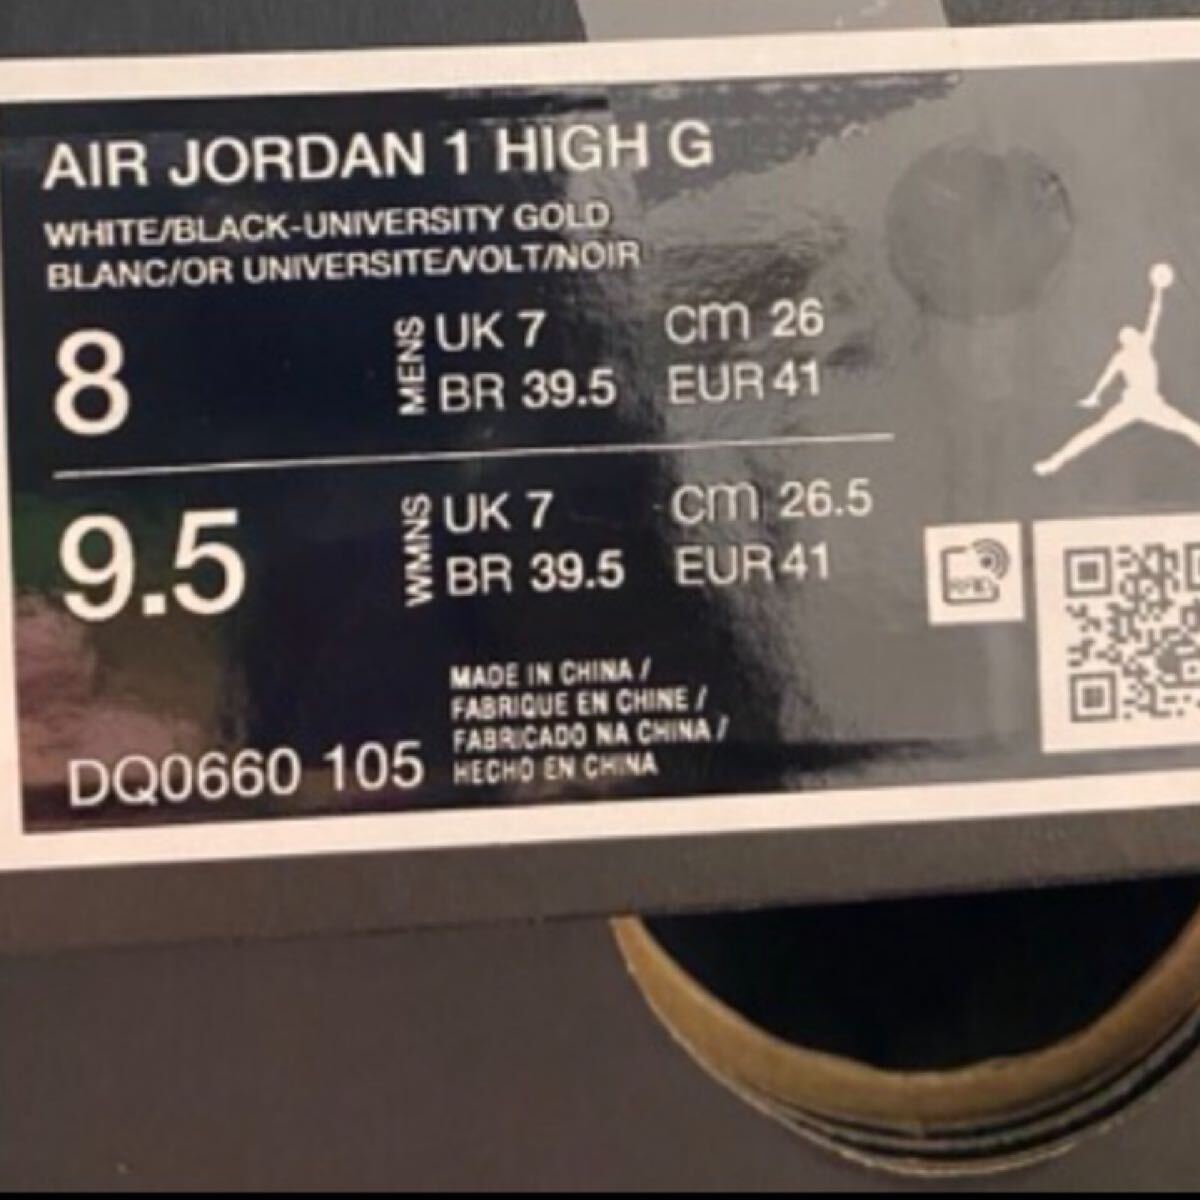 AIR JORDAN 1 HIGH G
WHITE/BLACK-UNIVERSITY GOLD
BLANC/OR UNIVERSITE/VOLT/NOIR
8 MENS UK 7 cm 26
BR 39.5 EUR 41
9.5 WMNS UK 7 cm 26.5
BR 39.5 EUR 41
MADE IN CHINA /
FABRIQUE EN CHINE /
FABRICADO NA CHINA /
HECHO EN CHINA
DQ0660 105